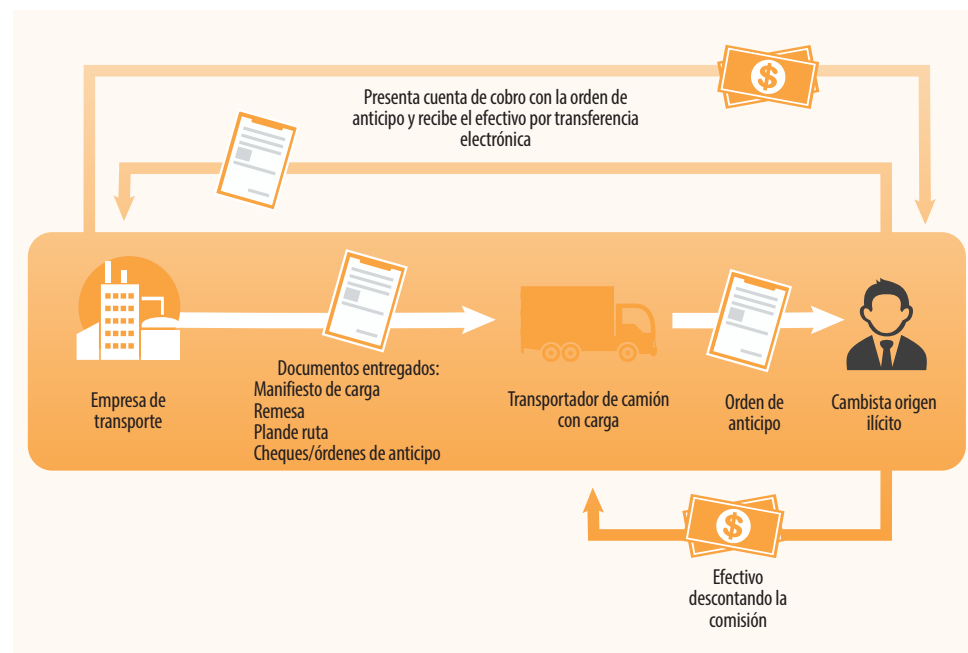 Presenta cuenta de cobro con la orden de
anticipo y recibe el efectivo por transferencia
electrónica
Empresa de
transporte
Documentos entregados:
Manifiesto de carga
Remesa
Plande ruta
Cheques/órdenes de anticipo
Transportador de camión
con carga
Orden de
anticipo
Cambista origen
ilícito
Efectivo
descontando la
comisión